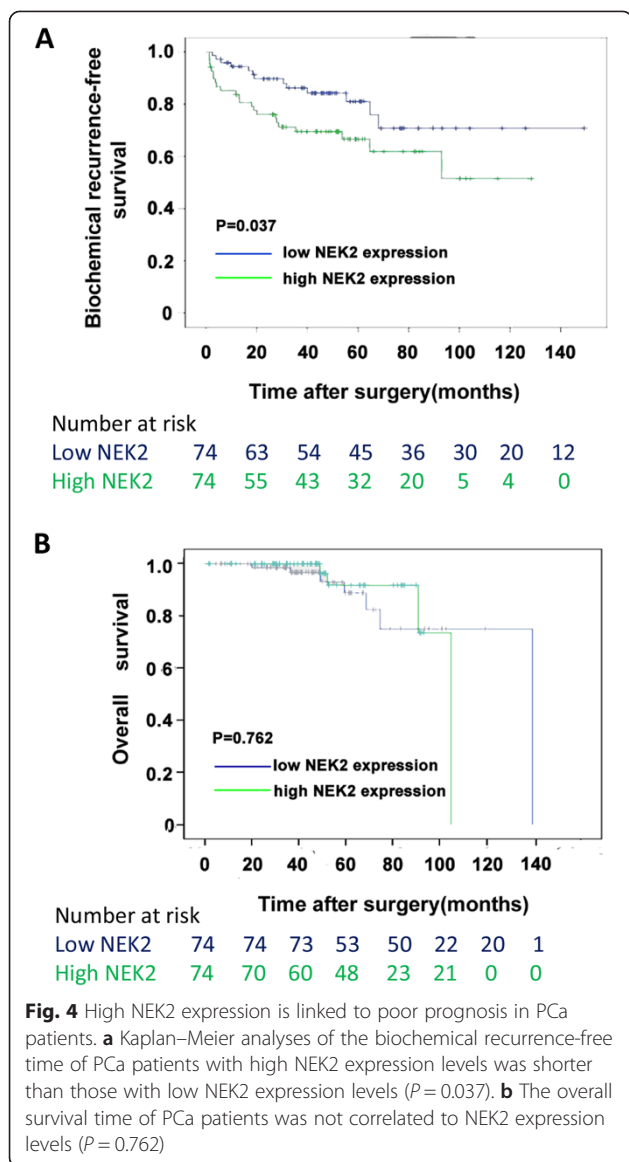 A
Biochemical recurrence-free
survival
1.0
0.8
0.6
0.4
0.2
0
P=0.037
low NEK2 expression
high NEK2 expression
0 20 40 60 80 100 120 140
Time after surgery(months)
Number at risk
Low NEK2 74 63 54 45 36 30 20 12
High NEK2 74 55 43 32 20 5 4 0
B
Overall survival
1.0
0.8
0 6
0.4
0.2
0
P=0.762
low NEK2 expression
high NEK2 expression
0 20 40 60 80 100 120 140
Time after surgery(months)
Number at risk
Low NEK2 74 74 73 53 50 22 20 1
High NEK2 74 70 60 48 23 21 0 0
Fig. 4 High NEK2 expression is linked to poor prognosis in PCa
patients. a Kaplan–Meier analyses of the biochemical recurrence-free
time of PCa patients with high NEK2 expression levels was shorter
than those with low NEK2 expression levels (P = 0.037). b The overall
survival time of PCa patients was not correlated to NEK2 expression
levels (P = 0.762)